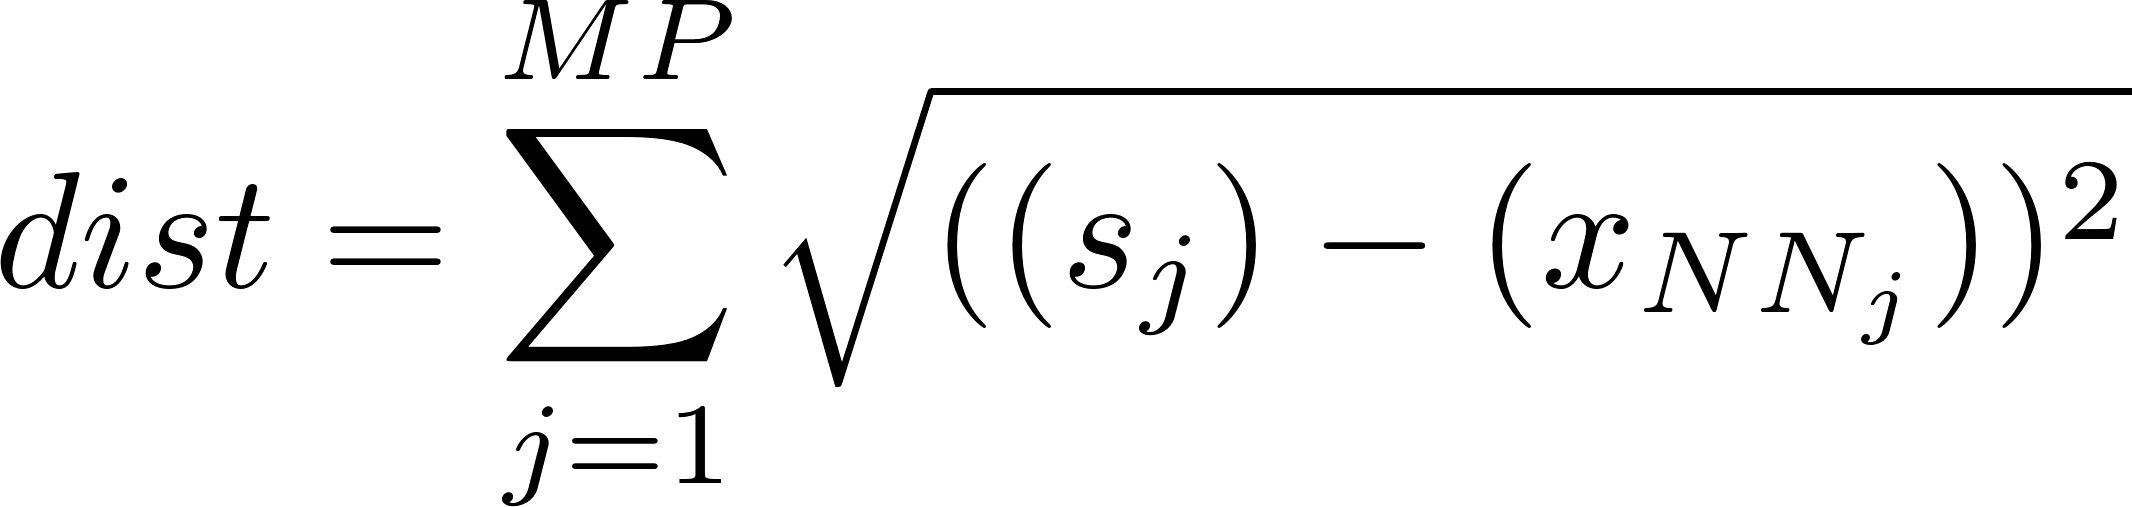 dist = \sum_{j=1}^{MP} \sqrt{((s_j) - (x_{NN_j}))^2}